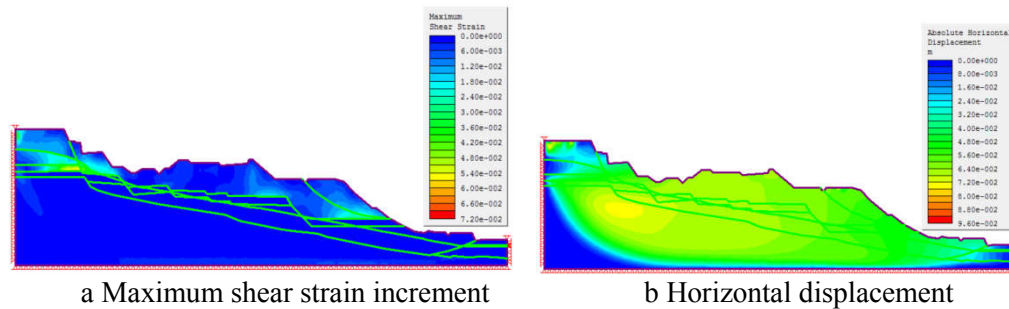 Maximum
Shear Strain
0.00e+000
6.00e-003
1.20e-002
1.80e-002
2.40e-002
3.00e-002
3.60e-002
4.20e-002
4.80e-002
5.40e-002
6.00e-002
6.60e-002
7.20e-002
Absolute Horizontal
Displacement
m
0.00e+000
8.00e-003
1.60e-002
2.40e-002
3.20e-002
4.00e-002
4.80e-002
5.60e-002
6.40e-002
7.20e-002
8.00e-002
8.80e-002
9.60e-002
a Maximum shear strain increment
b Horizontal displacement